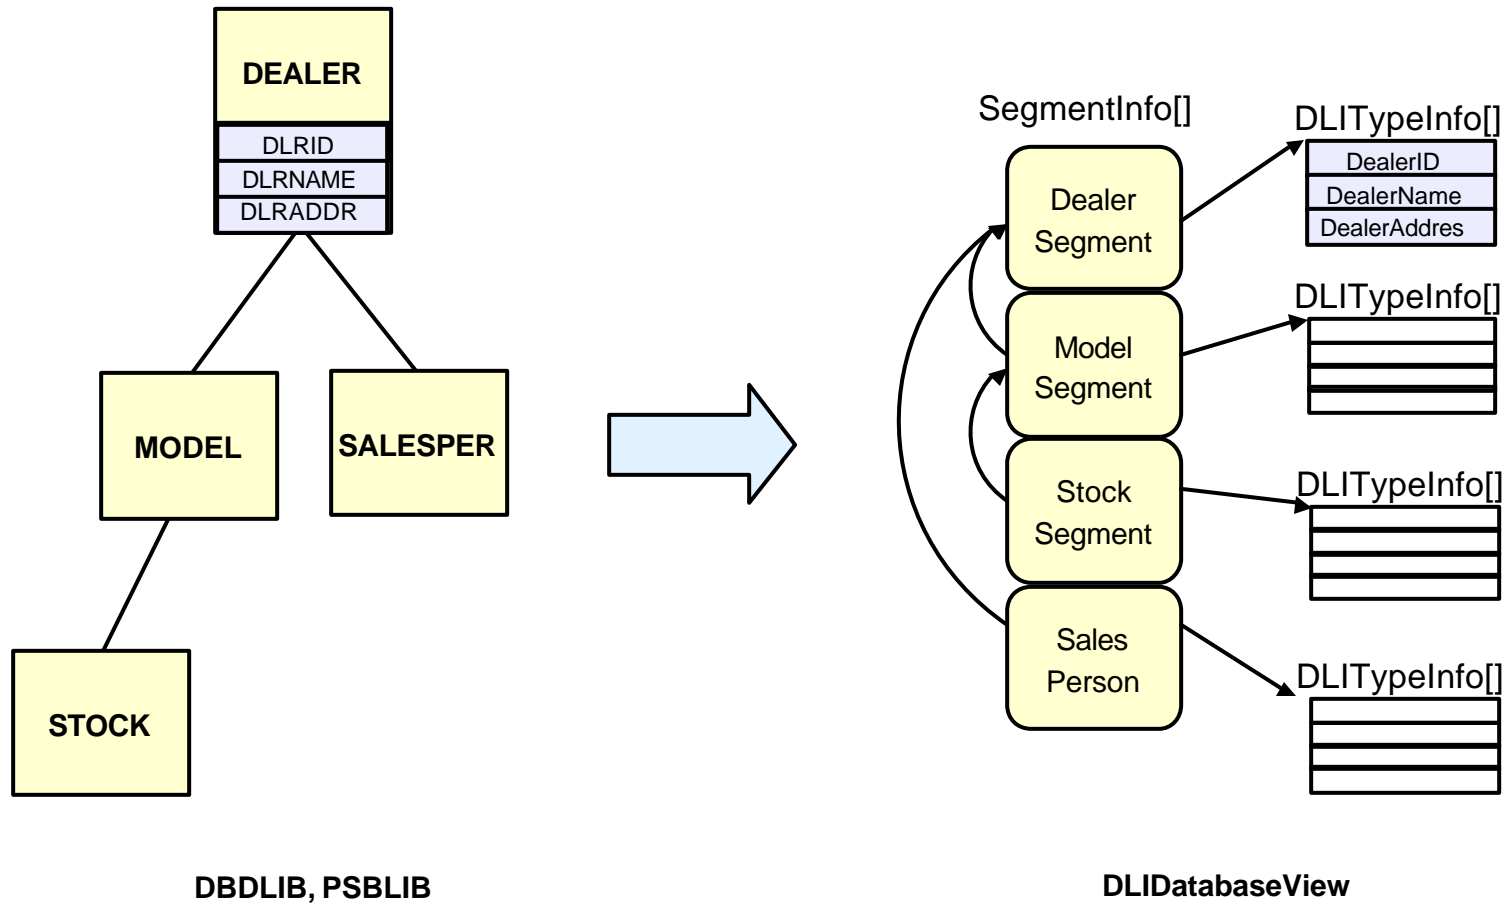 DEALER
DLRID
DLRNAME
DLRADDR
MODEL
SALESPER
STOCK
DBDLIB, PSBLIB
SegmentInfo[]
Dealer
Segment
Model
Segment
Stock
Segment
Sales
Person
DLITypeInfo[]
DealerID
DealerName
DealerAddres
DLITypeInfo[]
DLITypeInfo[]
DLITypeInfo[]
DLIDatabaseView